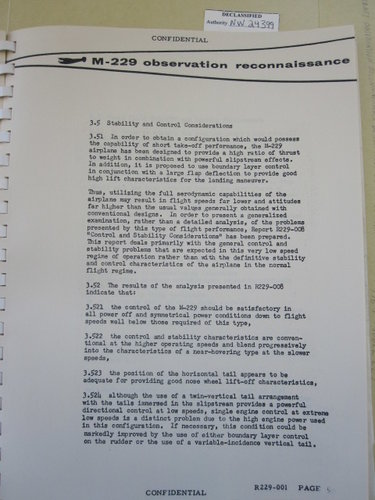 DECLASSIFIED
Authority NW 24399
CONFIDENTIAL
M-229 observation reconnaissance
3.5 Stability and Control Considerations
3.51 In order to obtain a configuration which would possess
the capability of short take-off performance, the M-229
airplane has been designed to provide a high ratio of thrust
to weight in combination with powerful slipstream effects.
In addition, it is proposed to use boundary layer control
in conjunction with a large flap deflection to provide good
high lift characteristics for the landing maneuver.
Thus, utilizing the full aerodynamic capabilities of the
airplane may result in flight speeds far lower and attitudes
far higher than the usual values generally obtained with
conventional designs. In order to present a generalized
examination, rather than a detailed analysis, of the problems
presented by this type of flight performance, Report R229-008
"Control and Stability Considerations" has been prepared.
This report deals primarily with the general control and
stability problems that are expected in this very low speed
regime of operation rather than with the definitive stability
and control characteristics of the airplane in the normal
flight regime.
3.52 The results of the analysis presented in R229-008
indicate that:
3.521 the control of the M-229 should be satisfactory in
all power off and symmetrical power conditions down to flight
speeds well below those required of this type,
3.522 the control and stability characteristics are conven-
tional at the higher operating speeds and blend progressively
into the characteristics of a near-hovering type at the slower
speeds,
3.523 the position of the horizontal tail appears to be
adequate for providing good nose wheel lift-off characteristics,
3.524 although the use of a twin-vertical tail arrangement
with the tails immersed in the slipstream provides a powerful
directional control at low speeds, single engine control at extreme
low speeds is a distinct problem due to the high engine power used
in this configuration. If necessary, this condition could be
markedly improved by the use of either boundary layer control
on the rudder or the use of a variable-incidence vertical tail.
R229-001 PAGE 5
CONFIDENTIAL